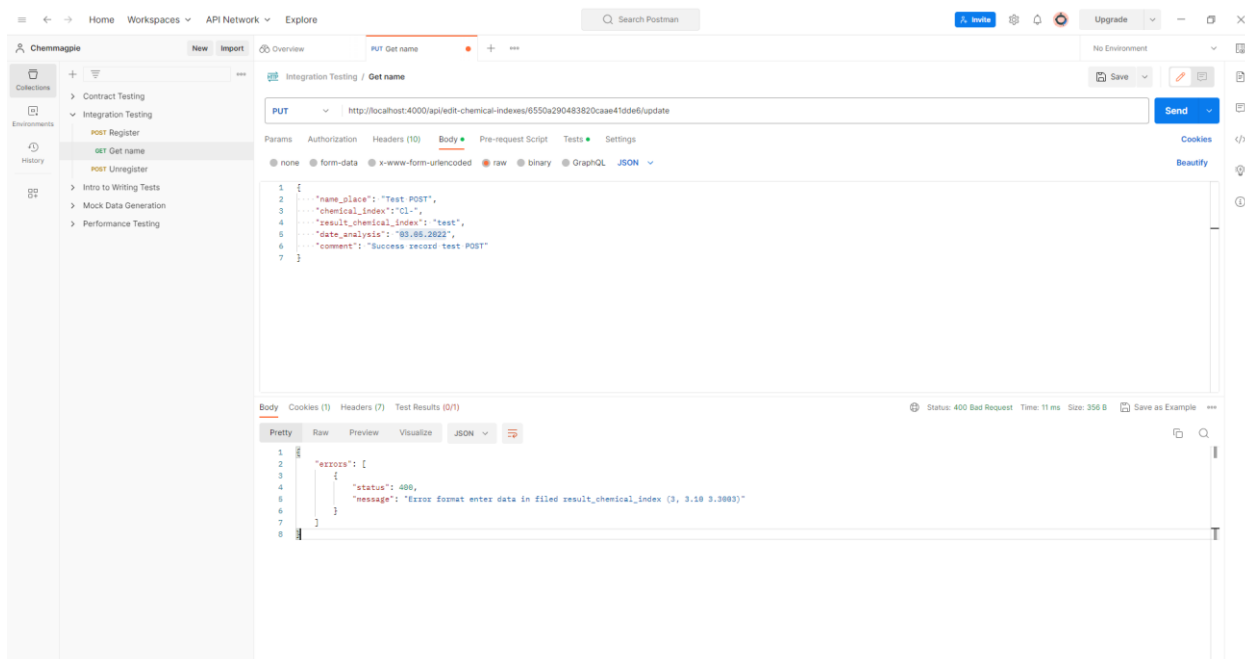 Home Workspaces API Network Explore Search Postman Invite Upgrade
Chemmagpie New Import Overview PUT Get name No Environment
Collections
Environments
History
Contract Testing
Integration Testing
POST Register
GET Get name
POST Unregister
Intro to Writing Tests
Mock Data Generation
Performance Testing
Integration Testing / Get name Save
PUT http://localhost:4000/api/edit-chemical-indexes/6550a290483820caae41dde6/update Send
Params Authorization Headers (10) Body Pre-request Script Tests Settings Cookies
none form-data x-www-form-urlencoded raw binary GraphQL JSON Beautify
1 {
2 "name_place": "Test POST",
3 "chemical_index":"Cl-",
4 "result_chemical_index": "test",
5 "date_analysis": "03.05.2022",
6 "comment": "Success record test POST"
7 }
Body Cookies (1) Headers (7) Test Results (0/1) Status: 400 Bad Request Time: 11 ms Size: 356 B Save as Example
Pretty Raw Preview Visualize JSON
1 {
2 "errors": [
3 {
4 "status": 400,
5 "message": "Error format enter data in filed result_chemical_index (3, 3.10 3.3003)"
6 }
7 ]
8 }